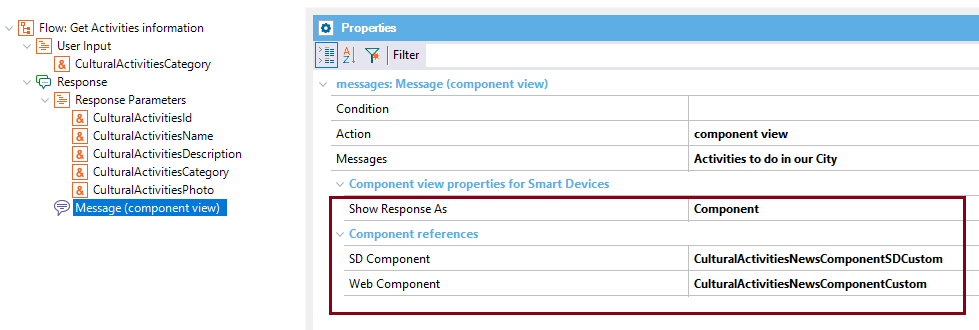 Flow: Get Activities information
User Input
& CulturalActivitiesCategory
Response
Response Parameters
& CulturalActivitiesId
& CulturalActivitiesName
& CulturalActivitiesDescription
& CulturalActivitiesCategory
& CulturalActivitiesPhoto
Message (component view)
Properties
A Z Filter
messages: Message (component view)
Condition
Action component view
Messages Activities to do in our City
Component view properties for Smart Devices
Show Response As Component
Component references
SD Component CulturalActivitiesNewsComponentSDCustom
Web Component CulturalActivitiesNewsComponentCustom